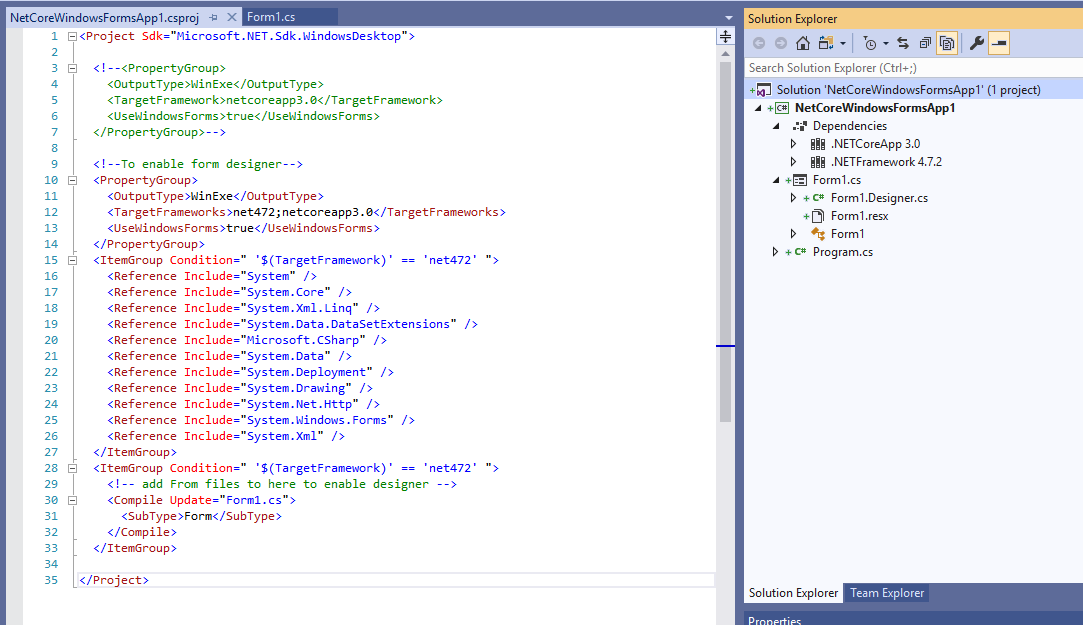 NetCoreWindowsFormsApp1.csproj
Form1.cs
1 <Project Sdk="Microsoft.NET.Sdk.WindowsDesktop">
2
3 <!--<PropertyGroup>
4 <OutputType>WinExe</OutputType>
5 <TargetFramework>netcoreapp3.0</TargetFramework>
6 <UseWindowsForms>true</UseWindowsForms>
7 </PropertyGroup>-->
8
9 <!--To enable form designer-->
10 <PropertyGroup>
11 <OutputType>WinExe</OutputType>
12 <TargetFrameworks>net472;netcoreapp3.0</TargetFrameworks>
13 <UseWindowsForms>true</UseWindowsForms>
14 </PropertyGroup>
15 <ItemGroup Condition=" '$(TargetFramework)' == 'net472' ">
16 <Reference Include="System" />
17 <Reference Include="System.Core" />
18 <Reference Include="System.Xml.Linq" />
19 <Reference Include="System.Data.DataSetExtensions" />
20 <Reference Include="Microsoft.CSharp" />
21 <Reference Include="System.Data" />
22 <Reference Include="System.Deployment" />
23 <Reference Include="System.Drawing" />
24 <Reference Include="System.Net.Http" />
25 <Reference Include="System.Windows.Forms" />
26 <Reference Include="System.Xml" />
27 </ItemGroup>
28 <ItemGroup Condition=" '$(TargetFramework)' == 'net472' ">
29 <!-- add From files to here to enable designer -->
30 <Compile Update="Form1.cs">
31 <SubType>Form</SubType>
32 </Compile>
33 </ItemGroup>
34
35 </Project>
Solution Explorer
Search Solution Explorer (Ctrl+;)
Solution 'NetCoreWindowsFormsApp1' (1 project)
C# NetCoreWindowsFormsApp1
Dependencies
.NETCoreApp 3.0
.NETFramework 4.7.2
Form1.cs
C# Form1.Designer.cs
Form1.resx
Form1
C# Program.cs
Solution Explorer
Team Explorer
Properties